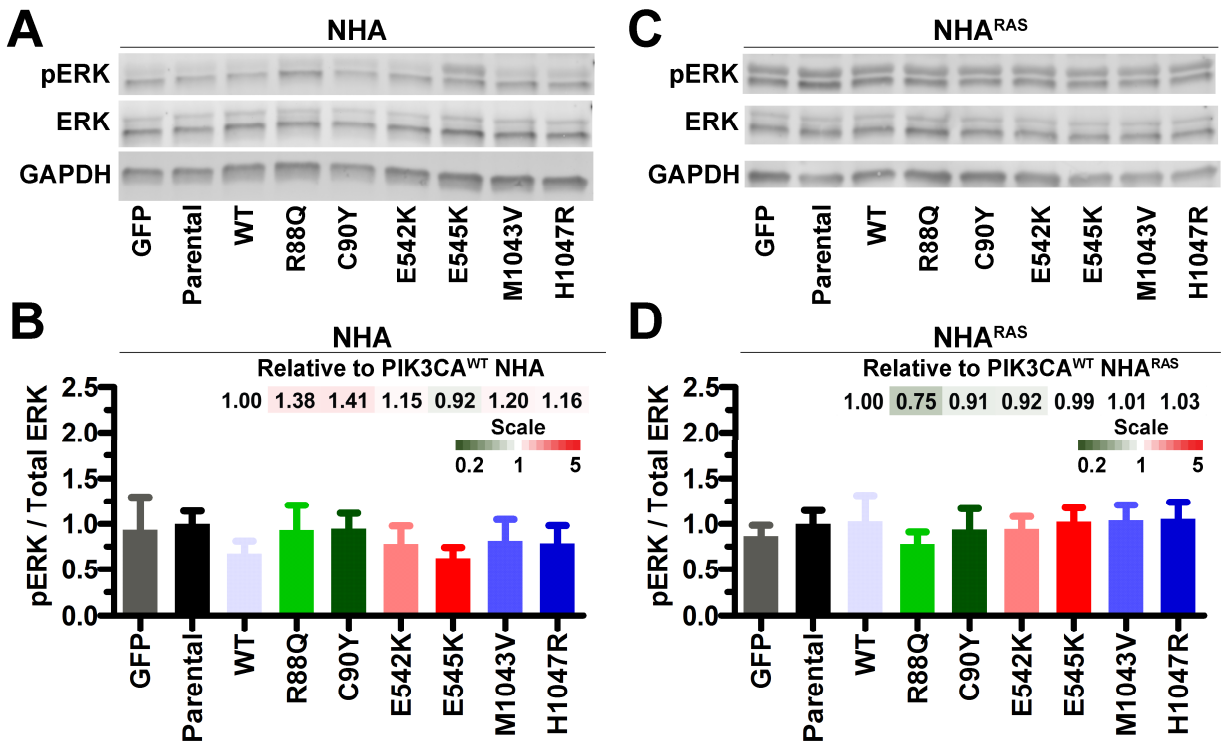 A
NHA
pERK
ERK
GAPDH
GFP
Parental
WT
R88Q
C90Y
E542K
E545K
M1043V
H1047R
C
NHA^RAS
pERK
ERK
GAPDH
GFP
Parental
WT
R88Q
C90Y
E542K
E545K
M1043V
H1047R
B
NHA
Relative to PIK3CA^WT NHA
1.00 1.38 1.41 1.15 0.92 1.20 1.16
Scale
0.2 1 5
pERK / Total ERK
2.5
2.0
1.5
1.0
0.5
0.0
GFP
Parental
WT
R88Q
C90Y
E542K
E545K
M1043V
H1047R
D
NHA^RAS
Relative to PIK3CA^WT NHA^RAS
1.00 0.75 0.91 0.92 0.99 1.01 1.03
Scale
0.2 1 5
pERK / Total ERK
2.5
2.0
1.5
1.0
0.5
0.0
GFP
Parental
WT
R88Q
C90Y
E542K
E545K
M1043V
H1047R